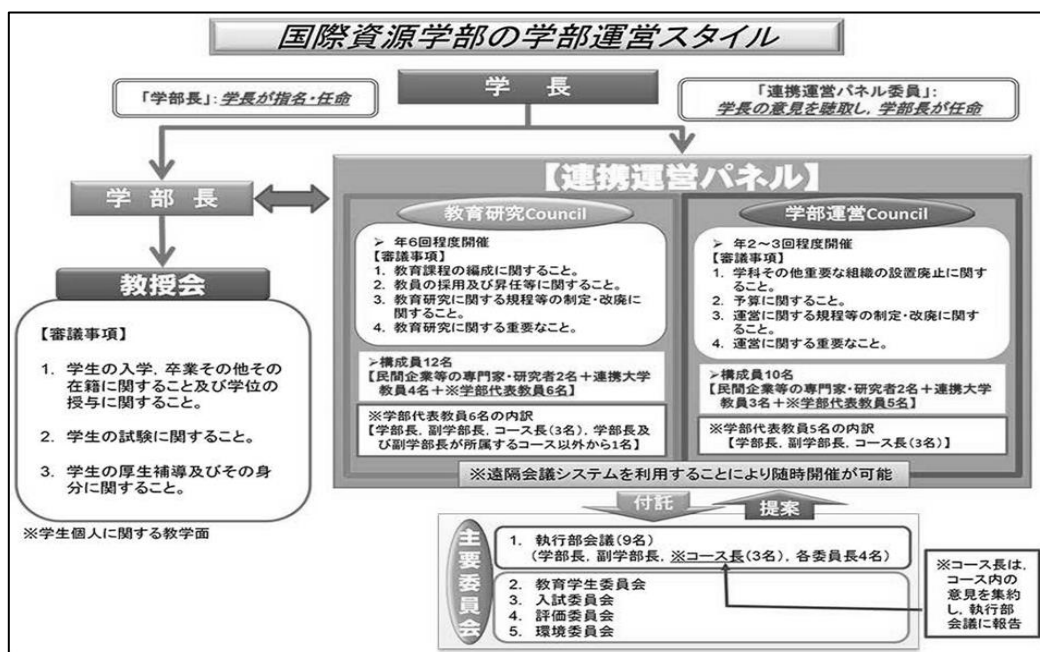 国際資源学部の学部運営スタイル
学長
「学部長」：学長が指名・任命
「連携運営パネル委員」：
学長の意見を聴取し，学部長が任命
学部長
教授会
【審議事項】
1. 学生の入学，卒業その他その
在籍に関すること及び学位の
授与に関すること。
2. 学生の試験に関すること。
3. 学生の厚生補導及びその身
分に関すること。
※学生個人に関する教学面
【連携運営パネル】
教育研究Council
➢ 年6回程度開催
【審議事項】
1. 教育課程の編成に関すること。
2. 教員の採用及び昇任等に関すること。
3. 教育研究に関する規程等の制定・改廃に
関すること。
4. 教育研究に関する重要なこと。
➢構成員12名
【民間企業等の専門家・研究者2名＋連携大学
教員4名＋※学部代表教員6名】
※学部代表教員6名の内訳
【学部長，副学部長，コース長（3名），学部長及
び副学部長が所属するコース以外から1名】
学部運営Council
➢ 年2～3回程度開催
【審議事項】
1. 学科その他重要な組織の設置廃止に関
すること。
2. 予算に関すること。
3. 運営に関する規程等の制定・改廃に関
すること。
4. 運営に関する重要なこと。
➢構成員10名
【民間企業等の専門家・研究者2名＋連携大学
教員3名＋※学部代表教員5名】
※学部代表教員5名の内訳
【学部長，副学部長，コース長（3名）】
※遠隔会議システムを利用することにより随時開催が可能
付託
提案
主要委員会
1. 執行部会議（9名）
（学部長，副学部長，※コース長（3名），各委員長4名）
2. 教育学生委員会
3. 入試委員会
4. 評価委員会
5. 環境委員会
※コース長は，
コース内の
意見を集約
し，執行部
会議に報告